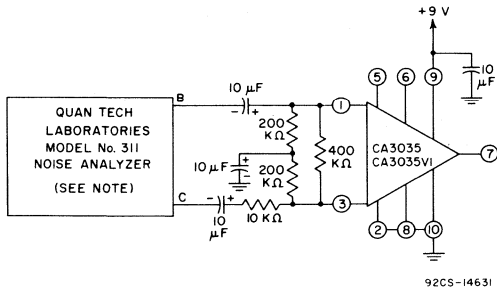 +9 V
10 µF
B
10 µF
- +
5
6
9
QUAN TECH
LABORATORIES
MODEL No. 311
NOISE ANALYZER
(SEE NOTE)
1
200
KΩ
10 µF
+
-
200
KΩ
400
KΩ
CA3035
CA3035VI
7
C
- +
10
µF
10 KΩ
3
2
8
10
92CS-14631